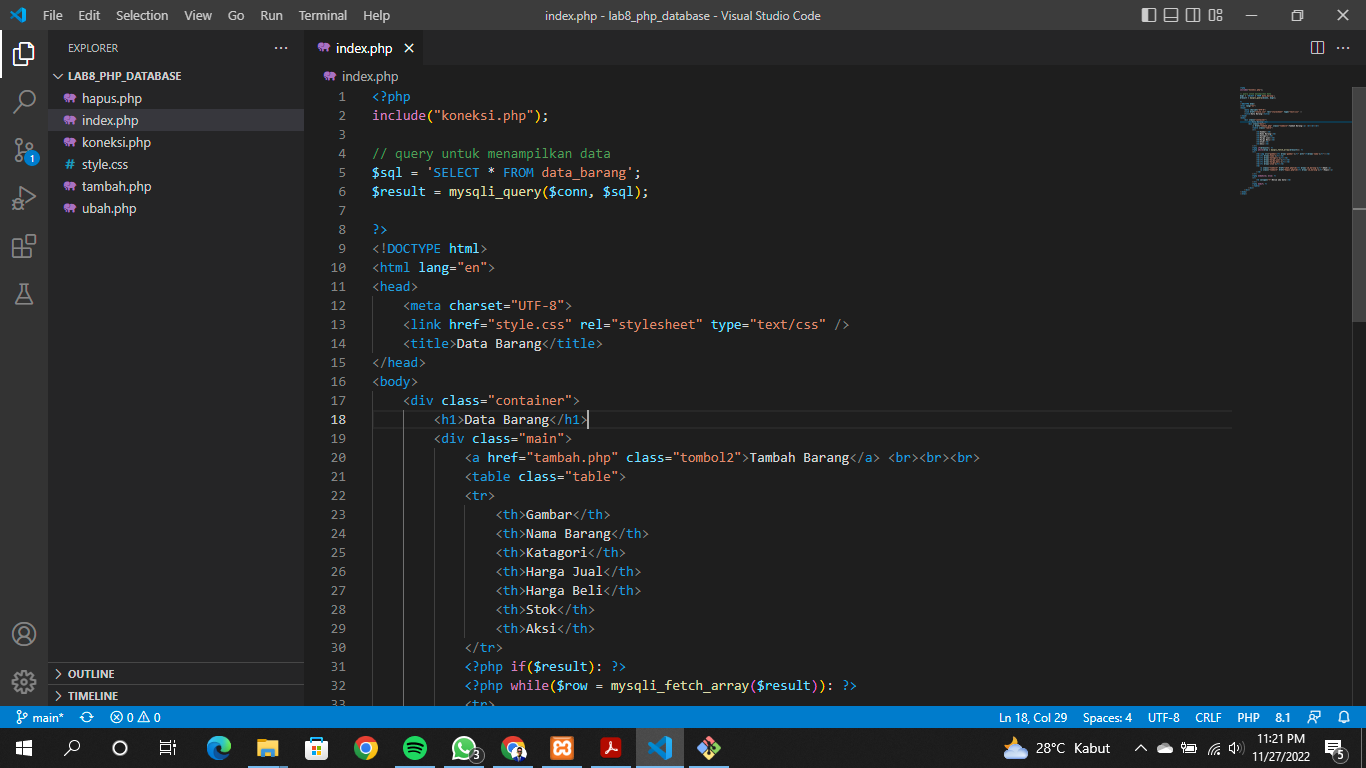 File Edit Selection View Go Run Terminal Help index.php - lab8_php_database - Visual Studio Code
EXPLORER
LAB8_PHP_DATABASE
hapus.php
index.php
koneksi.php
style.css
tambah.php
ubah.php
1
OUTLINE
TIMELINE
index.php
index.php
1 <?php
2 include("koneksi.php");
3
4 // query untuk menampilkan data
5 $sql = 'SELECT * FROM data_barang';
6 $result = mysqli_query($conn, $sql);
7
8 ?>
9 <!DOCTYPE html>
10 <html lang="en">
11 <head>
12 <meta charset="UTF-8">
13 <link href="style.css" rel="stylesheet" type="text/css" />
14 <title>Data Barang</title>
15 </head>
16 <body>
17 <div class="container">
18 <h1>Data Barang</h1>
19 <div class="main">
20 <a href="tambah.php" class="tombol2">Tambah Barang</a> <br><br><br>
21 <table class="table">
22 <tr>
23 <th>Gambar</th>
24 <th>Nama Barang</th>
25 <th>Katagori</th>
26 <th>Harga Jual</th>
27 <th>Harga Beli</th>
28 <th>Stok</th>
29 <th>Aksi</th>
30 </tr>
31 <?php if($result): ?>
32 <?php while($row = mysqli_fetch_array($result)): ?>
33 <tr>
main* 0 0 Ln 18, Col 29 Spaces: 4 UTF-8 CRLF PHP 8.1
3 28°C Kabut 11:21 PM
11/27/2022 5